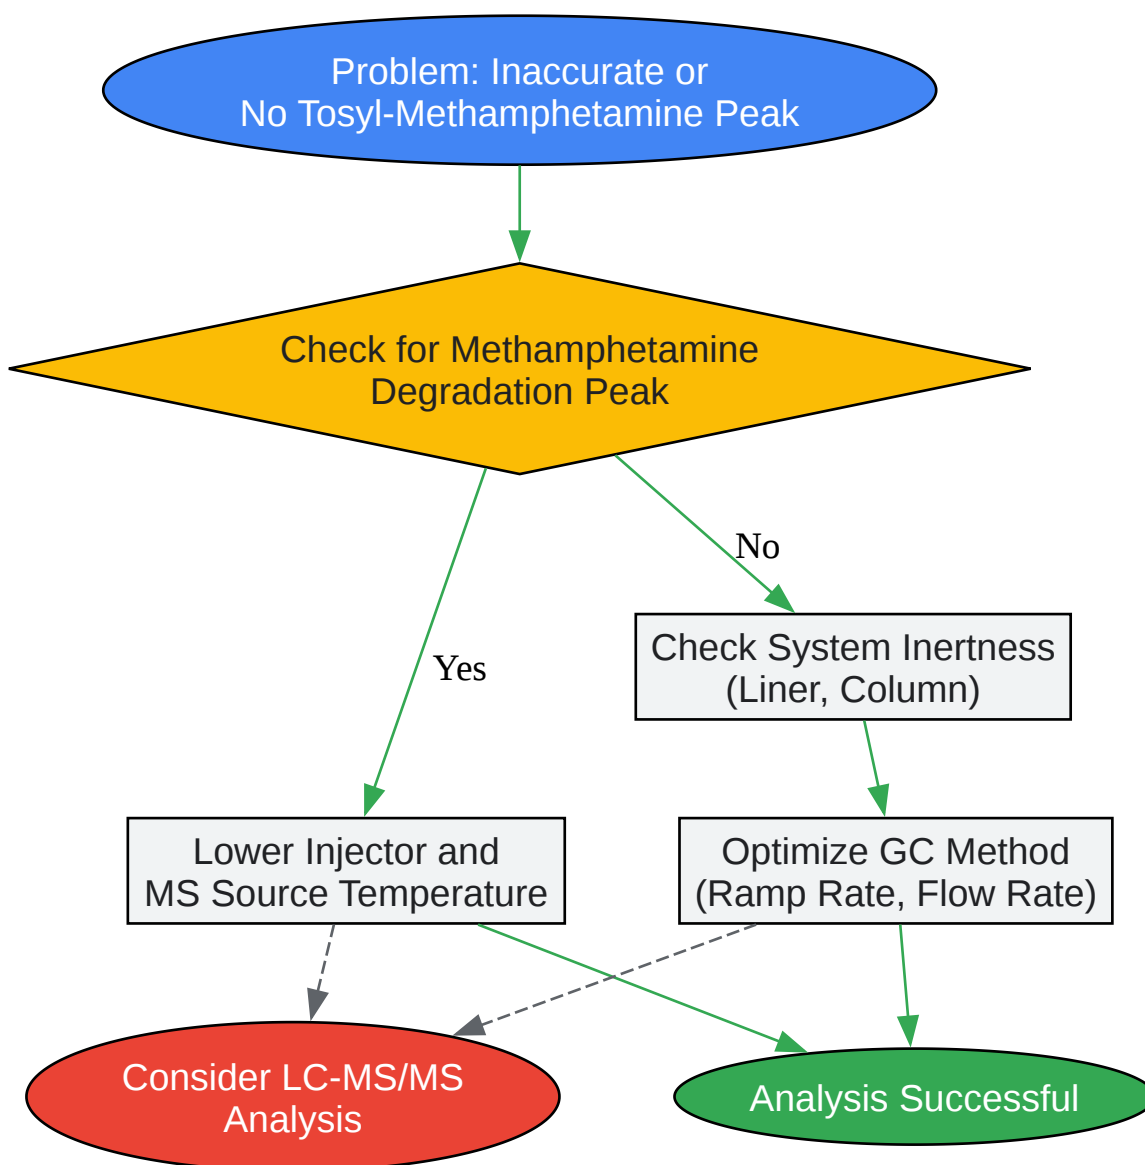 Problem: Inaccurate or
No Tosyl-Methamphetamine Peak
Check for Methamphetamine
Degradation Peak
No
Yes
Check System Inertness
(Liner, Column)
Lower Injector and
MS Source Temperature
Optimize GC Method
(Ramp Rate, Flow Rate)
Consider LC-MS/MS
Analysis
Analysis Successful